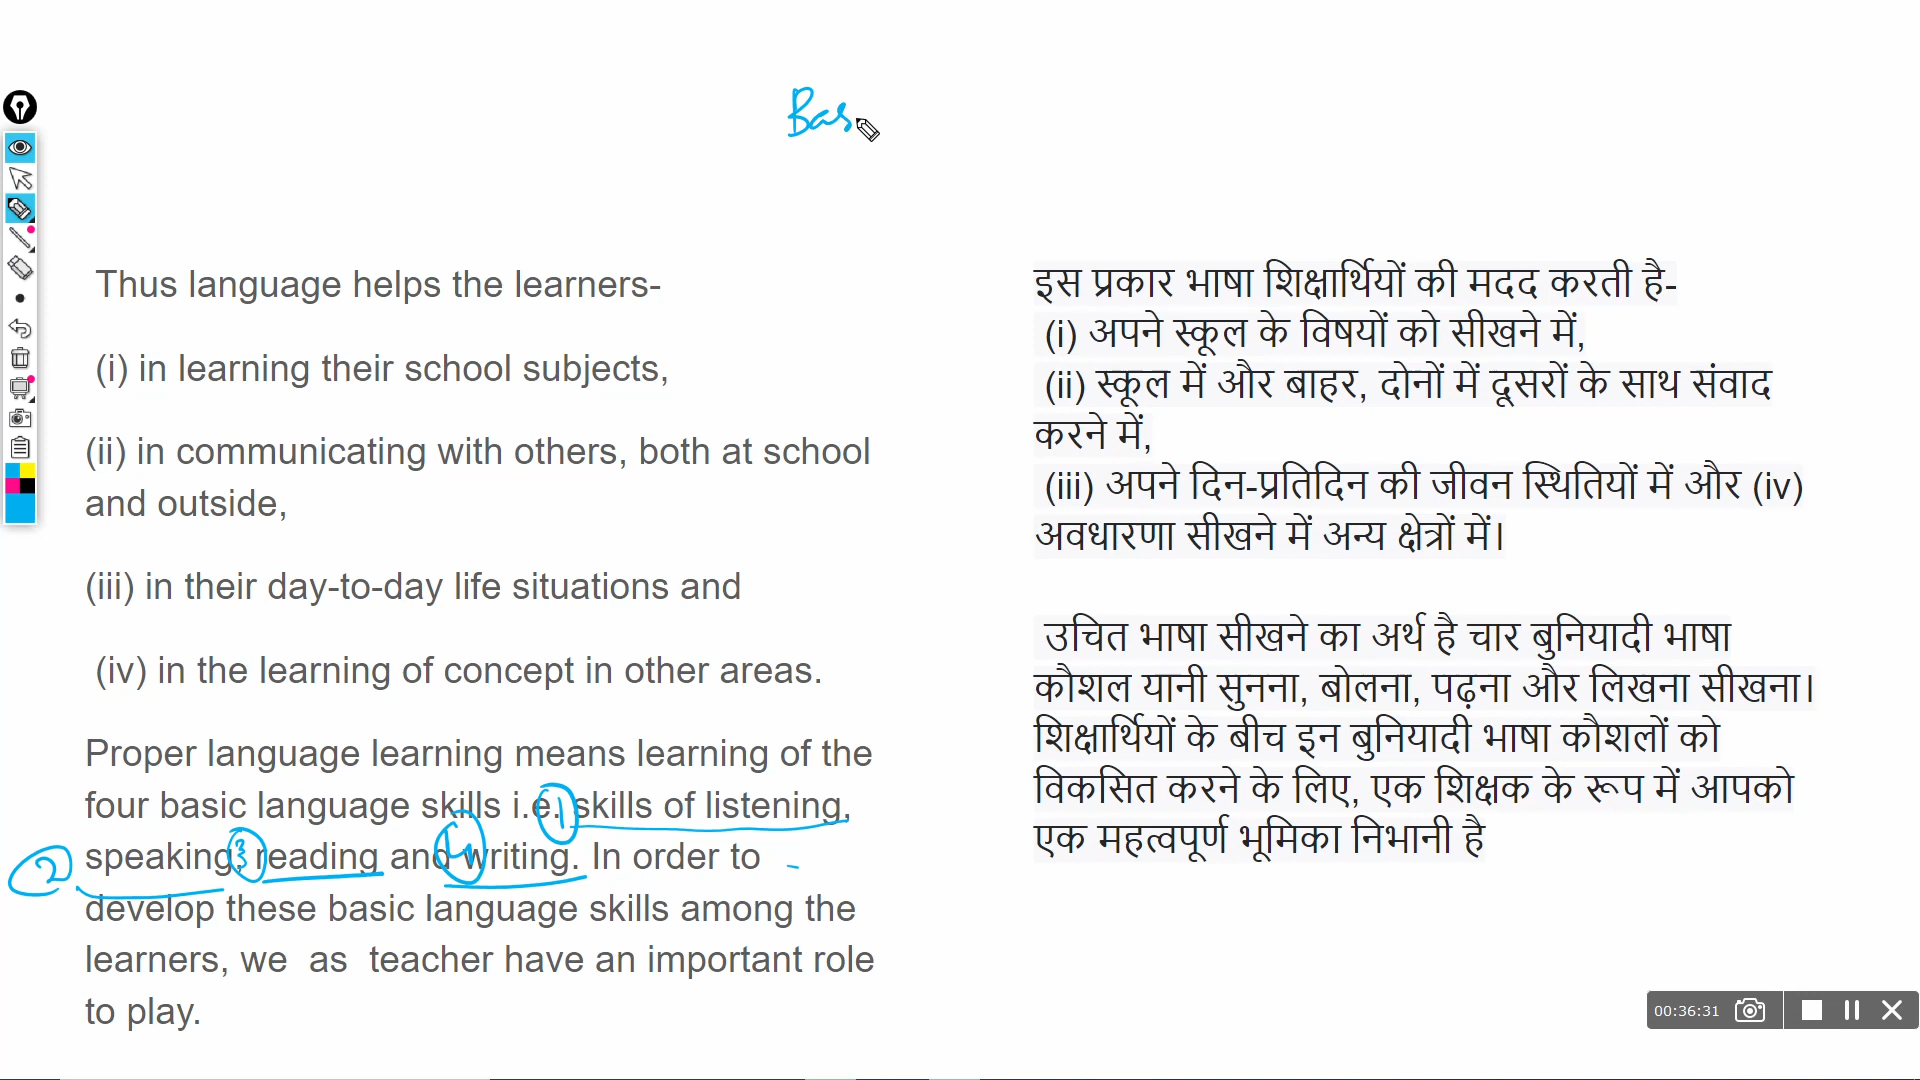 Bas
Thus language helps the learners-
(i) in learning their school subjects,
(ii) in communicating with others, both at school
and outside,
(iii) in their day-to-day life situations and
(iv) in the learning of concept in other areas.
Proper language learning means learning of the
four basic language skills i.e. skills of listening,
speaking, reading and writing. In order to
develop these basic language skills among the
learners, we as teacher have an important role
to play.
1
2
3
4
इस प्रकार भाषा शिक्षार्थियों की मदद करती है-
(i) अपने स्कूल के विषयों को सीखने में,
(ii) स्कूल में और बाहर, दोनों में दूसरों के साथ संवाद
करने में,
(iii) अपने दिन-प्रतिदिन की जीवन स्थितियों में और (iv)
अवधारणा सीखने में अन्य क्षेत्रों में।
उचित भाषा सीखने का अर्थ है चार बुनियादी भाषा
कौशल यानी सुनना, बोलना, पढ़ना और लिखना सीखना।
शिक्षार्थियों के बीच इन बुनियादी भाषा कौशलों को
विकसित करने के लिए, एक शिक्षक के रूप में आपको
एक महत्वपूर्ण भूमिका निभानी है
00:36:31